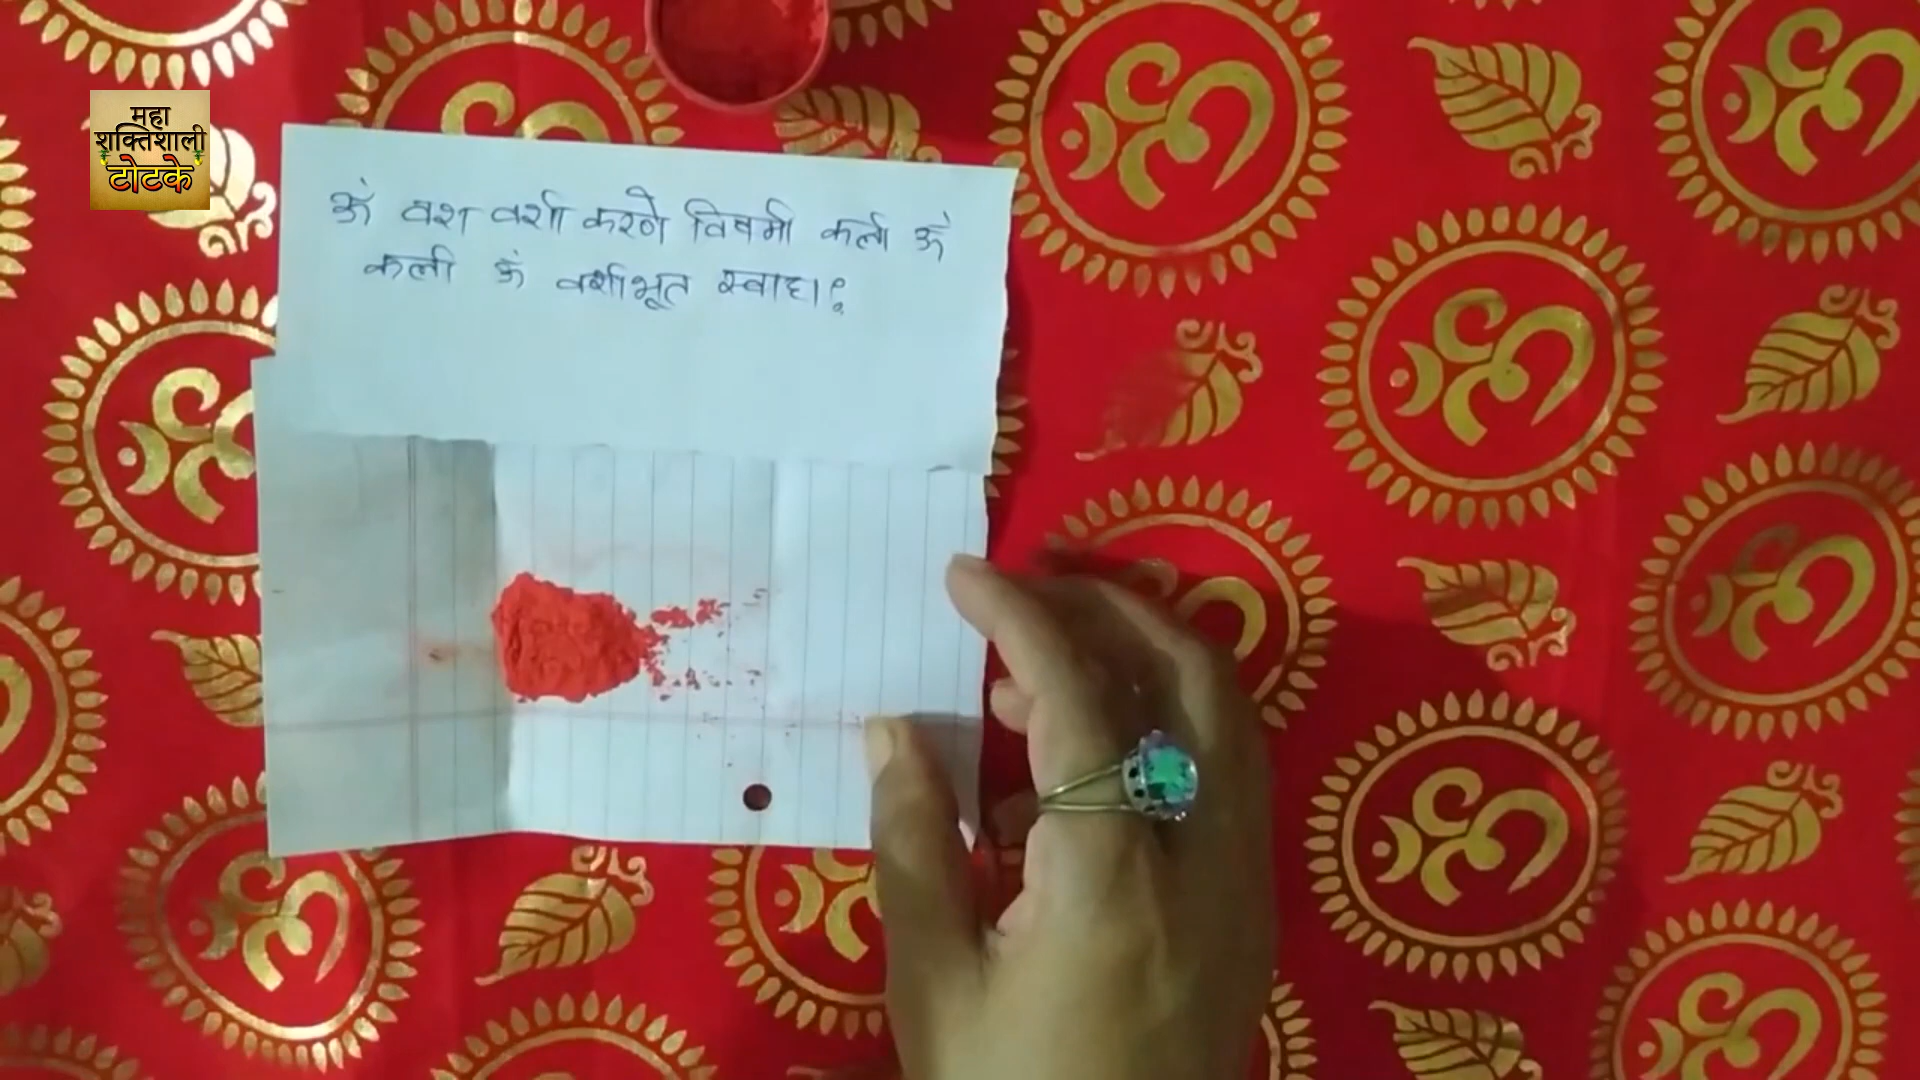 महा
शक्तिशाली
टोटके
ॐ वश वशी करणे विषमी कली ॐ
कली ॐ वशीभूत स्वाहा: